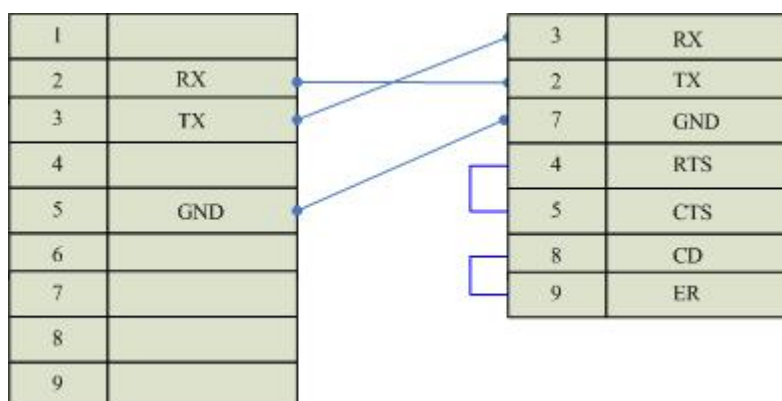 1
2 RX
3 TX
4
5 GND
6
7
8
9
3 RX
2 TX
7 GND
4 RTS
5 CTS
8 CD
9 ER